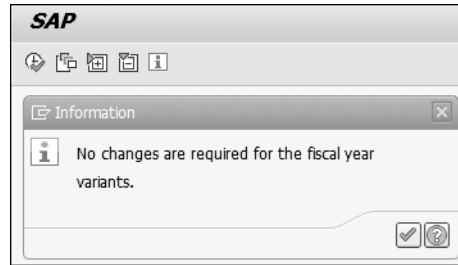 SAP
Information
No changes are required for the fiscal year
variants.